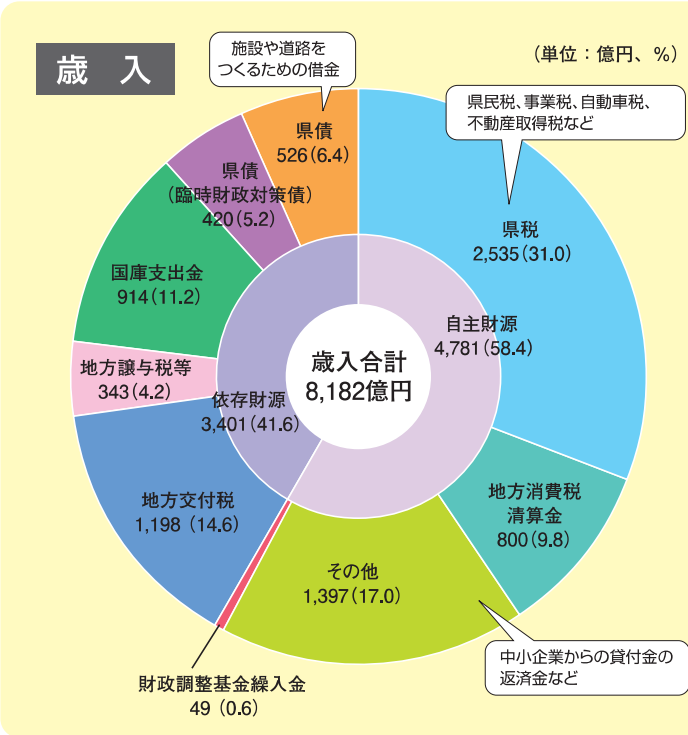 歳 入
(単位：億円、%)
施設や道路を
つくるための借金
県民税、事業税、自動車税、
不動産取得税など
県税
2,535(31.0)
地方消費税
清算金
800(9.8)
中小企業からの貸付金の
返済金など
その他
1,397(17.0)
財政調整基金繰入金
49 (0.6)
地方交付税
1,198 (14.6)
地方譲与税等
343(4.2)
国庫支出金
914(11.2)
県債
(臨時財政対策債)
420(5.2)
県債
526(6.4)
自主財源
4,781(58.4)
依存財源
3,401(41.6)
歳入合計
8,182億円